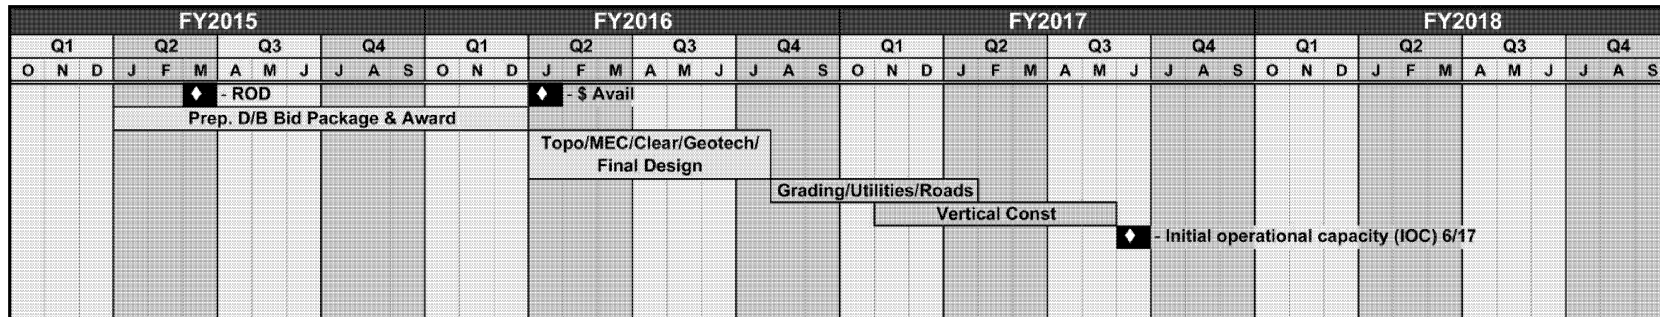 FY2015 FY2016 FY2017 FY2018
Q1 Q2 Q3 Q4 Q1 Q2 Q3 Q4 Q1 Q2 Q3 Q4 Q1 Q2 Q3 Q4
O N D J F M A M J J A S O N D J F M A M J J A S O N D J F M A M J J A S O N D J F M A M J J A S
- ROD - $ Avail
Prep. D/B Bid Package & Award
Topo/MEC/Clear/Geotech/
Final Design
Grading/Utilities/Roads
Vertical Const
- Initial operational capacity (IOC) 6/17